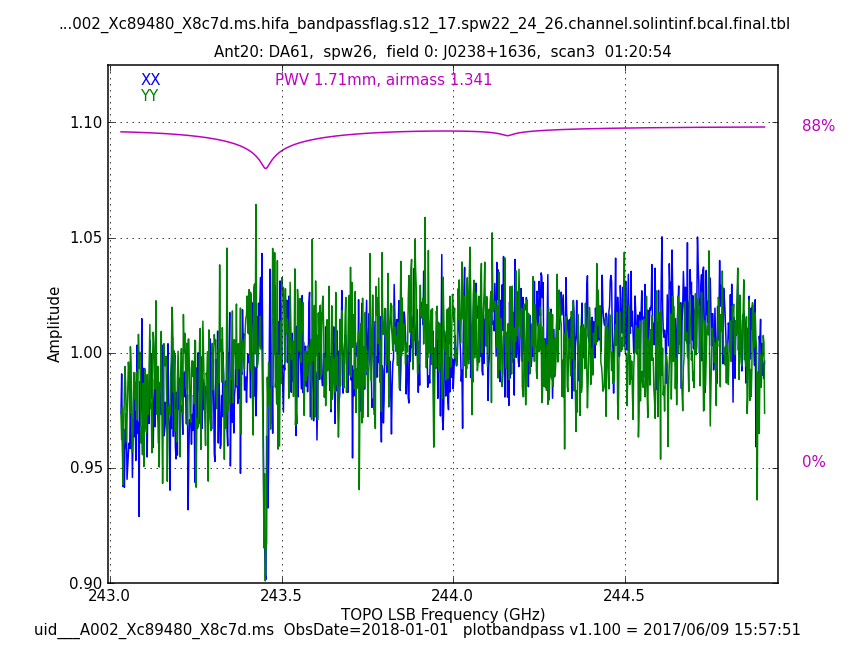 ...002_Xc89480_X8c7d.ms.hifa_bandpassflag.s12_17.spw22_24_26.channel.solintinf.bcal.final.tbl
Ant20: DA61, spw26, field 0: J0238+1636, scan3 01:20:54
XX
PWV 1.71mm, airmass 1.341
YY
1.10
88%
1.05
Amplitude
1.00
0.95
0%
0.90
243.0 243.5 244.0 244.5
TOPO LSB Frequency (GHz)
uid___A002_Xc89480_X8c7d.ms ObsDate=2018-01-01 plotbandpass v1.100 = 2017/06/09 15:57:51